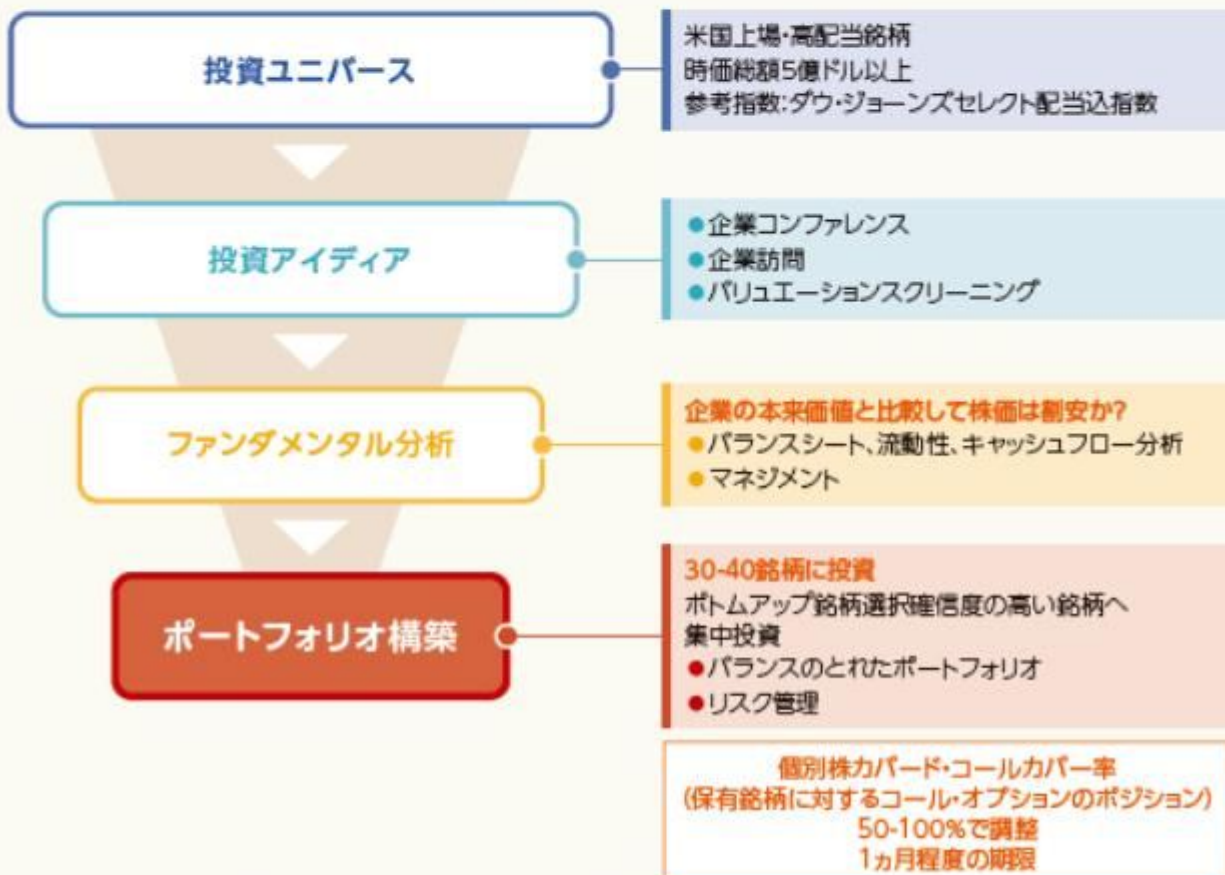 投資ユニバース
米国上場・高配当銘柄
時価総額5億ドル以上
参考指数:ダウ・ジョーンズセレクト配当込指数
投資アイディア
●企業コンファレンス
●企業訪問
●バリュエーションスクリーニング
ファンダメンタル分析
企業の本来価値と比較して株価は割安か?
●バランスシート、流動性、キャッシュフロー分析
●マネジメント
ポートフォリオ構築
30-40銘柄に投資
ボトムアップ銘柄選択確信度の高い銘柄へ
集中投資
●バランスのとれたポートフォリオ
●リスク管理
個別株カバード・コールカバー率
(保有銘柄に対するコール・オプションのポジション)
50-100%で調整
1ヵ月程度の期限